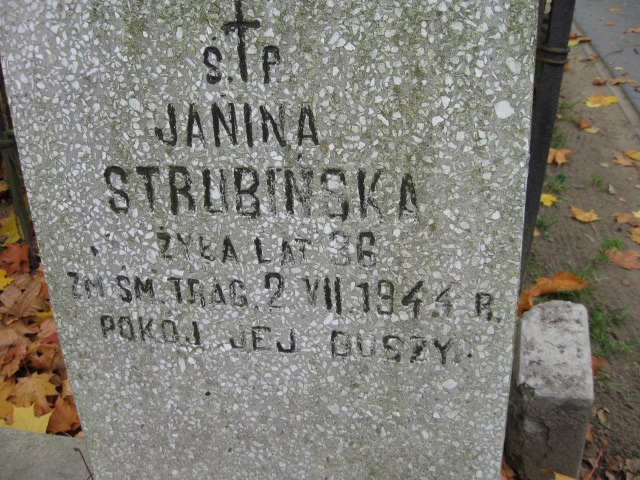 Ś. P.
JANINA
STRUBIŃSKA
ŻYŁA LAT 36
ZM. ŚM. TRAG. 2 VII.1944 R.
POKÓJ JEJ DUSZY